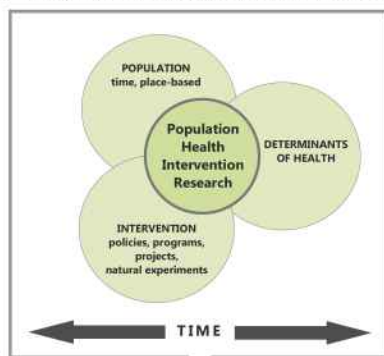 POPULATION
time, place-based
Population
Health
Intervention
Research
DETERMINANTS
OF HEALTH
INTERVENTION
policies, programs,
projects,
natural experiments
TIME